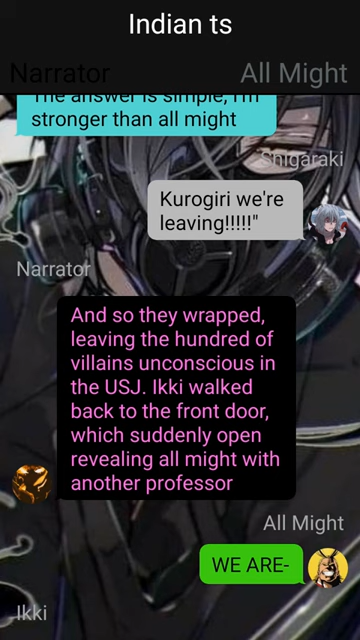 Indian ts
Narrator
All Might
The answer is simple, I'm
stronger than all might
Shigaraki
Kurogiri we're
leaving!!!!!"
Narrator
And so they wrapped,
leaving the hundred of
villains unconscious in
the USJ. Ikki walked
back to the front door,
which suddenly open
revealing all might with
another professor
All Might
WE ARE-
Ikki